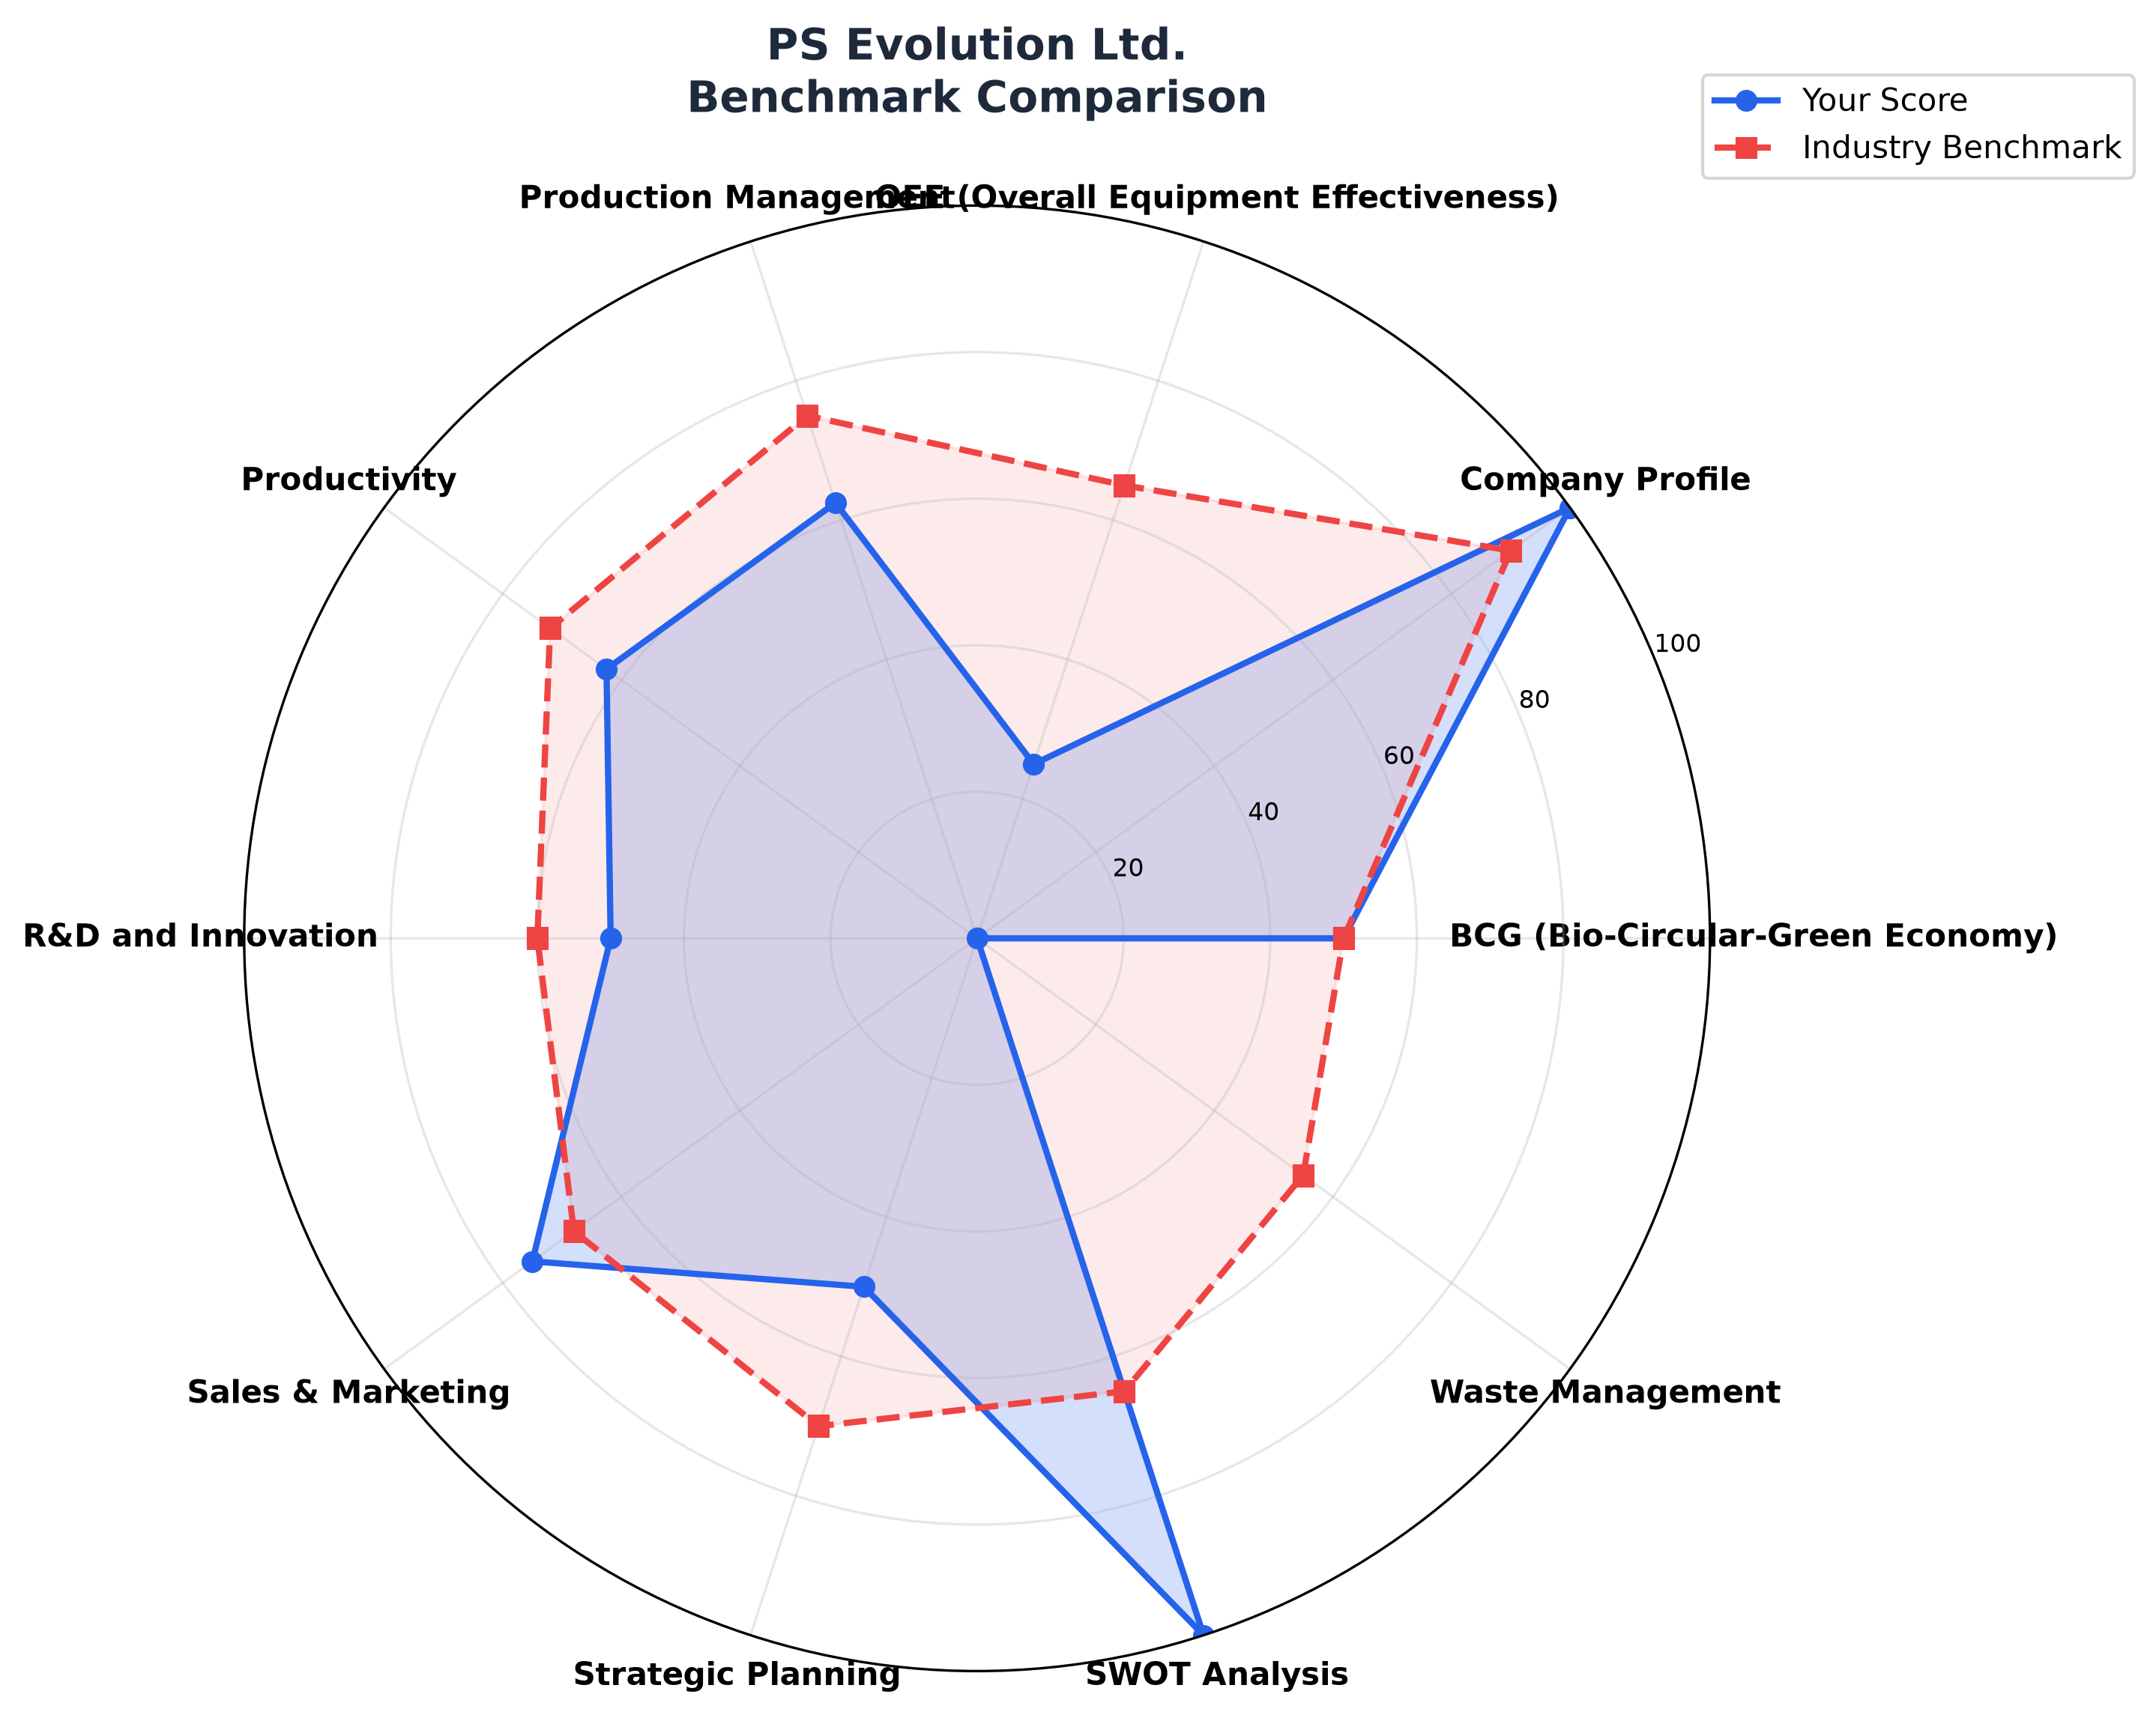 PS Evolution Ltd.
Benchmark Comparison
Your Score
Industry Benchmark
Production Management
OEE (Overall Equipment Effectiveness)
Productivity
Company Profile
100
80
60
40
20
R&D and Innovation
BCG (Bio-Circular-Green Economy)
Sales & Marketing
Waste Management
Strategic Planning
SWOT Analysis